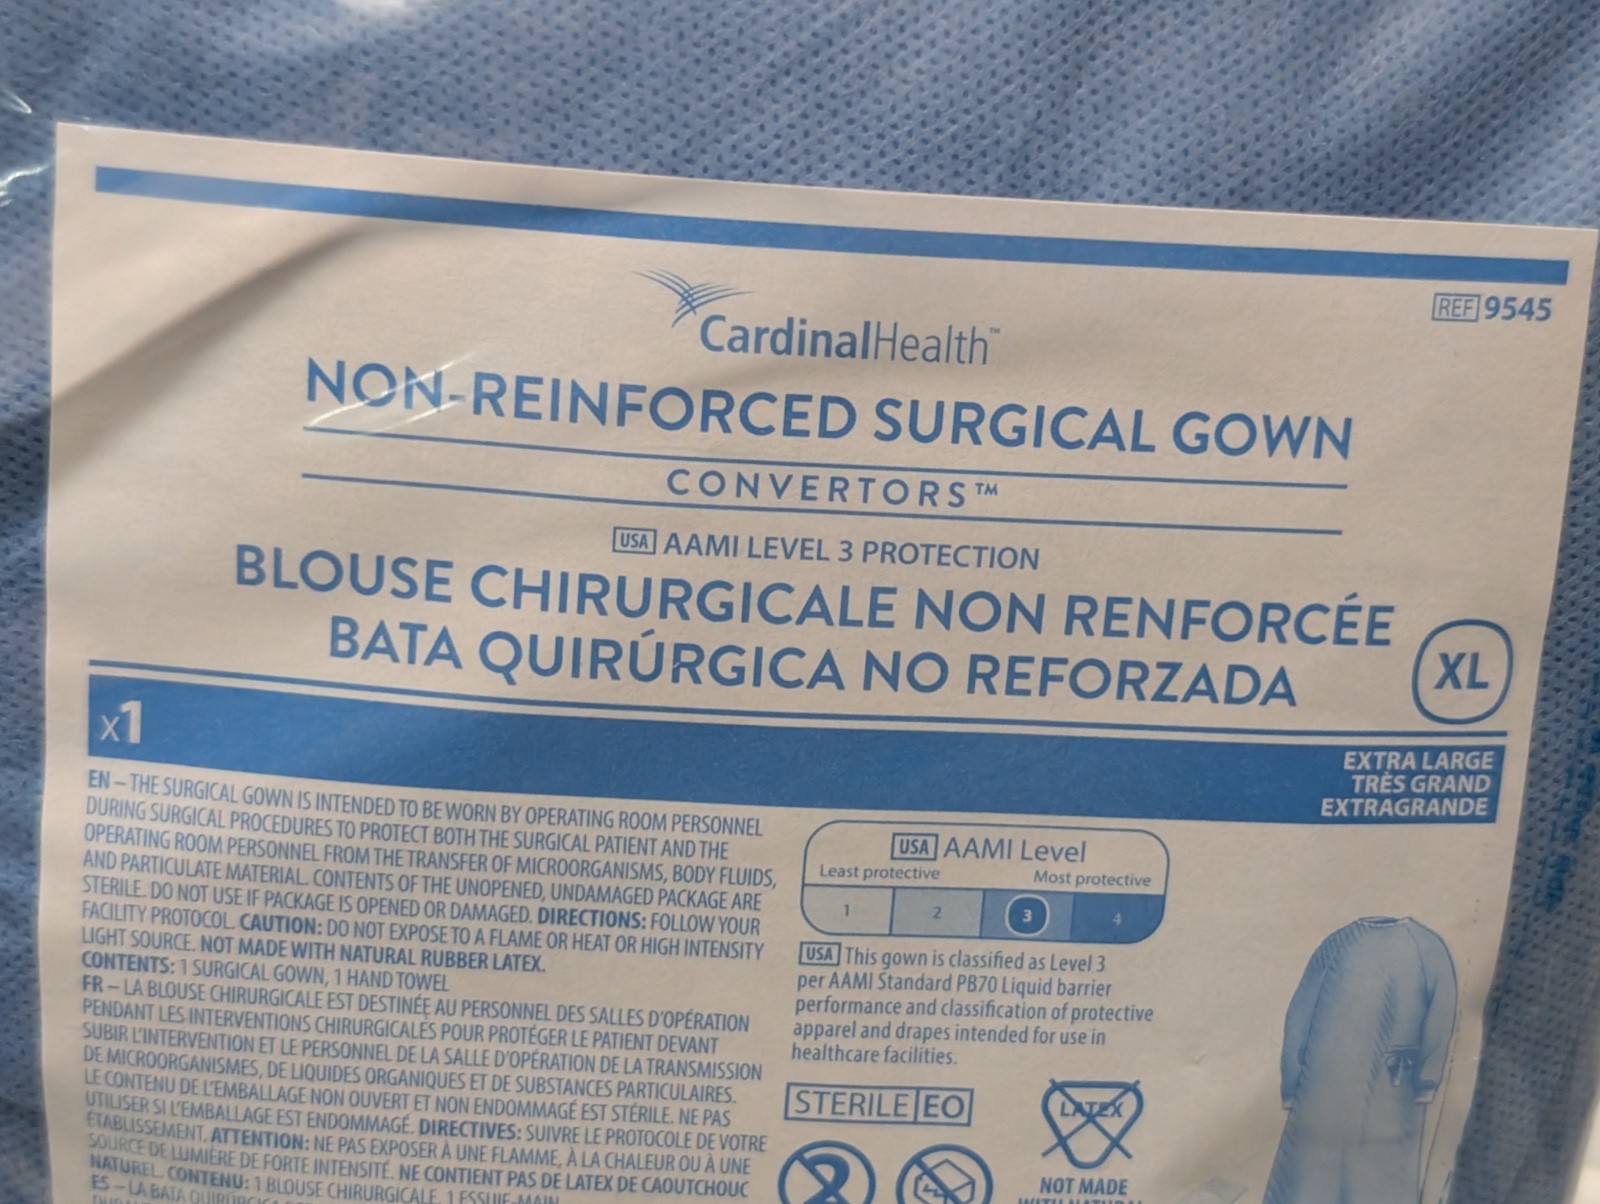 REF 9545
CardinalHealth™
NON-REINFORCED SURGICAL GOWN
CONVERTORS™
USA AAMI LEVEL 3 PROTECTION
BLOUSE CHIRURGICALE NON RENFORCÉE
BATA QUIRÚRGICA NO REFORZADA
XL
x1
EXTRA LARGE
TRÈS GRAND
EXTRAGRANDE
EN – THE SURGICAL GOWN IS INTENDED TO BE WORN BY OPERATING ROOM PERSONNEL
DURING SURGICAL PROCEDURES TO PROTECT BOTH THE SURGICAL PATIENT AND THE
OPERATING ROOM PERSONNEL FROM THE TRANSFER OF MICROORGANISMS, BODY FLUIDS,
AND PARTICULATE MATERIAL. CONTENTS OF THE UNOPENED, UNDAMAGED PACKAGE ARE
STERILE. DO NOT USE IF PACKAGE IS OPENED OR DAMAGED. DIRECTIONS: FOLLOW YOUR
FACILITY PROTOCOL. CAUTION: DO NOT EXPOSE TO A FLAME OR HEAT OR HIGH INTENSITY
LIGHT SOURCE. NOT MADE WITH NATURAL RUBBER LATEX.
CONTENTS: 1 SURGICAL GOWN, 1 HAND TOWEL
FR – LA BLOUSE CHIRURGICALE EST DESTINÉE AU PERSONNEL DES SALLES D'OPÉRATION
PENDANT LES INTERVENTIONS CHIRURGICALES POUR PROTÉGER LE PATIENT DEVANT
SUBIR L'INTERVENTION ET LE PERSONNEL DE LA SALLE D'OPÉRATION DE LA TRANSMISSION
DE MICROORGANISMES, DE LIQUIDES ORGANIQUES ET DE SUBSTANCES PARTICULAIRES.
LE CONTENU DE L'EMBALLAGE NON OUVERT ET NON ENDOMMAGÉ EST STÉRILE. NE PAS
UTILISER SI L'EMBALLAGE EST ENDOMMAGÉ. DIRECTIVES: SUIVRE LE PROTOCOLE DE VOTRE
ÉTABLISSEMENT. ATTENTION: NE PAS EXPOSER À UNE FLAMME, À LA CHALEUR OU À UNE
SOURCE DE LUMIÈRE DE FORTE INTENSITÉ. NE CONTIENT PAS DE LATEX DE CAOUTCHOUC
NATUREL. CONTENU: 1 BLOUSE CHIRURGICALE, 1 ESSUIE-MAIN
ES – LA BATA QUIRÚRGICA
USA AAMI Level
Least protective Most protective
1 2 3 4
USA This gown is classified as Level 3
per AAMI Standard PB70 Liquid barrier
performance and classification of protective
apparel and drapes intended for use in
healthcare facilities.
STERILE EO
LATEX
2
NOT MADE
WITH NATURAL